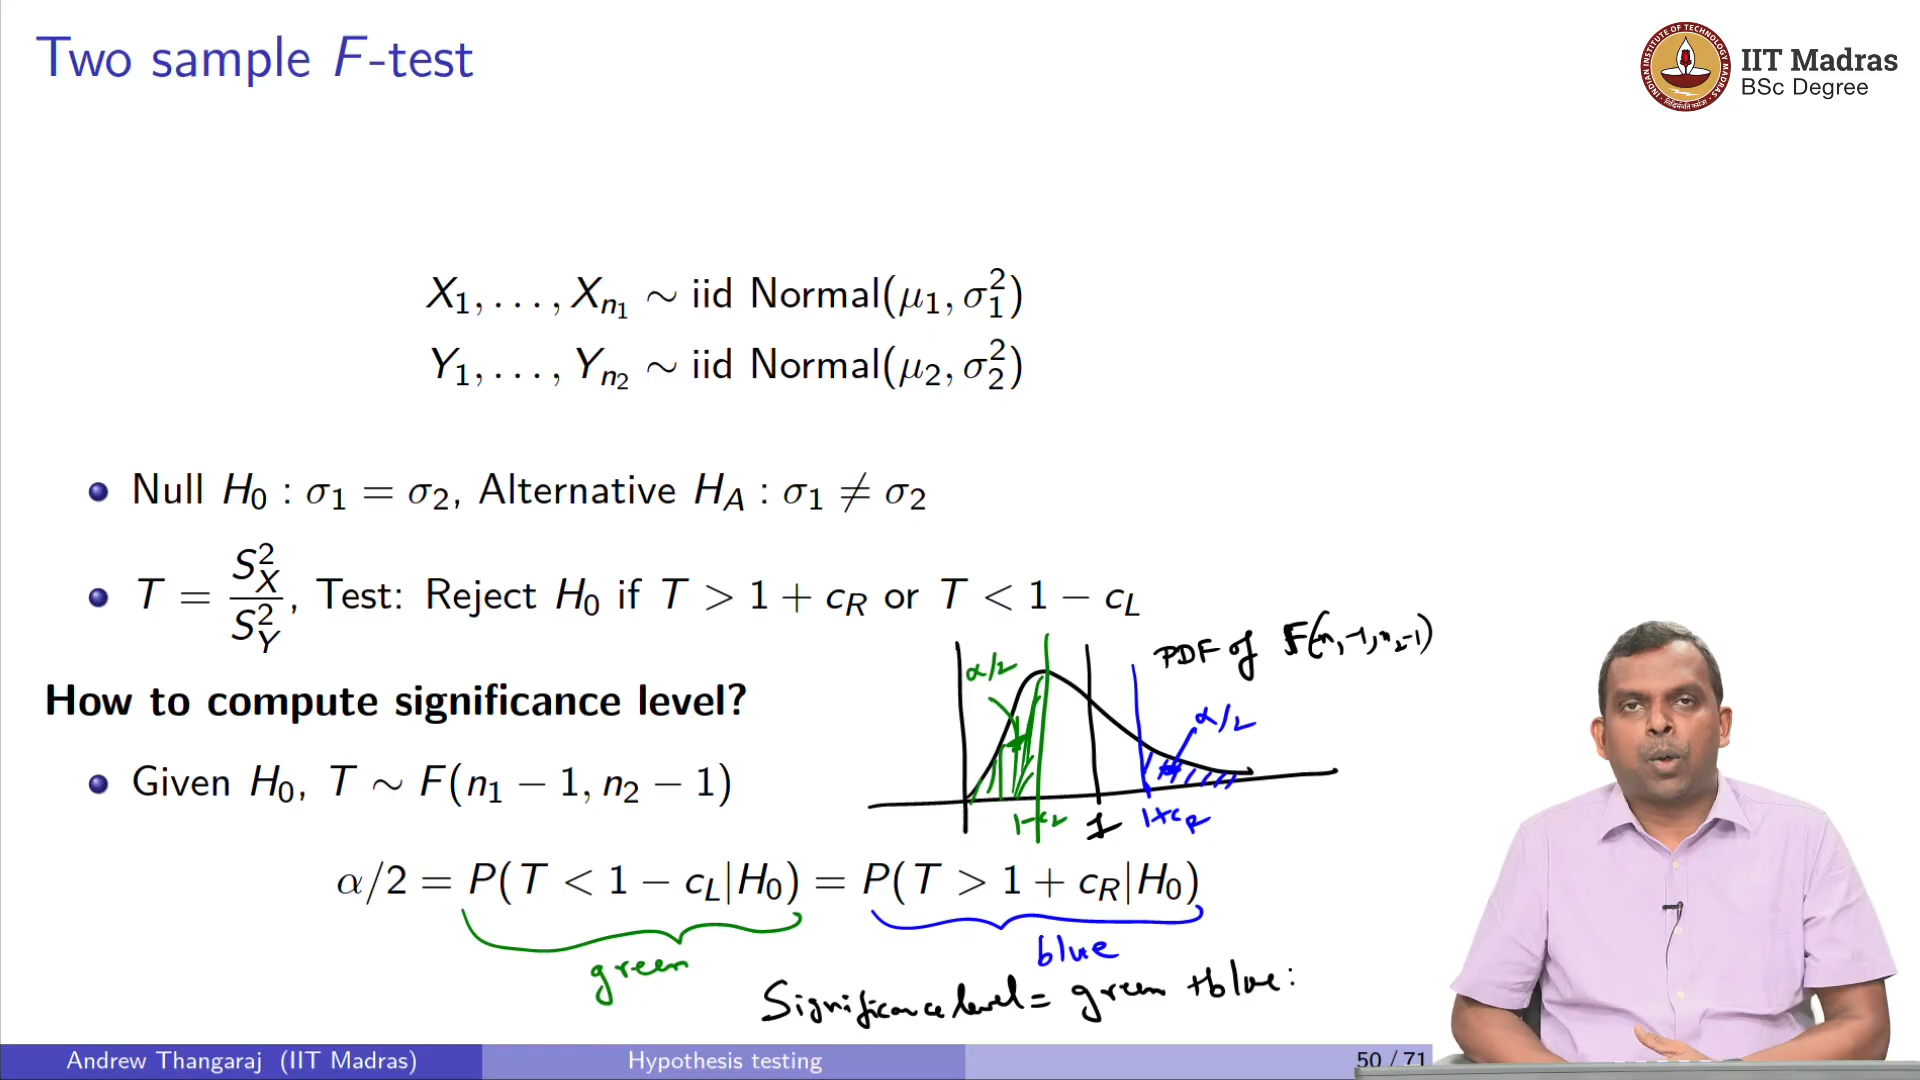 Two sample F-test
IIT Madras
BSc Degree
X₁, . . . , Xₙ₁ ∼ iid Normal(μ₁, σ₁²)
Y₁, . . . , Yₙ₂ ∼ iid Normal(μ₂, σ₂²)
Null H₀ : σ₁ = σ₂, Alternative H_A : σ₁ ≠ σ₂
T = S_X²/S_Y², Test: Reject H₀ if T > 1 + c_R or T < 1 − c_L
PDF of F(n₁-1, n₂-1)
α/2
α/2
How to compute significance level?
Given H₀, T ∼ F(n₁ − 1, n₂ − 1)
1-c_L 1 1+c_R
α/2 = P(T < 1 − c_L|H₀) = P(T > 1 + c_R|H₀)
green blue
Significance level = green + blue:
Andrew Thangaraj (IIT Madras) Hypothesis testing 50 / 71